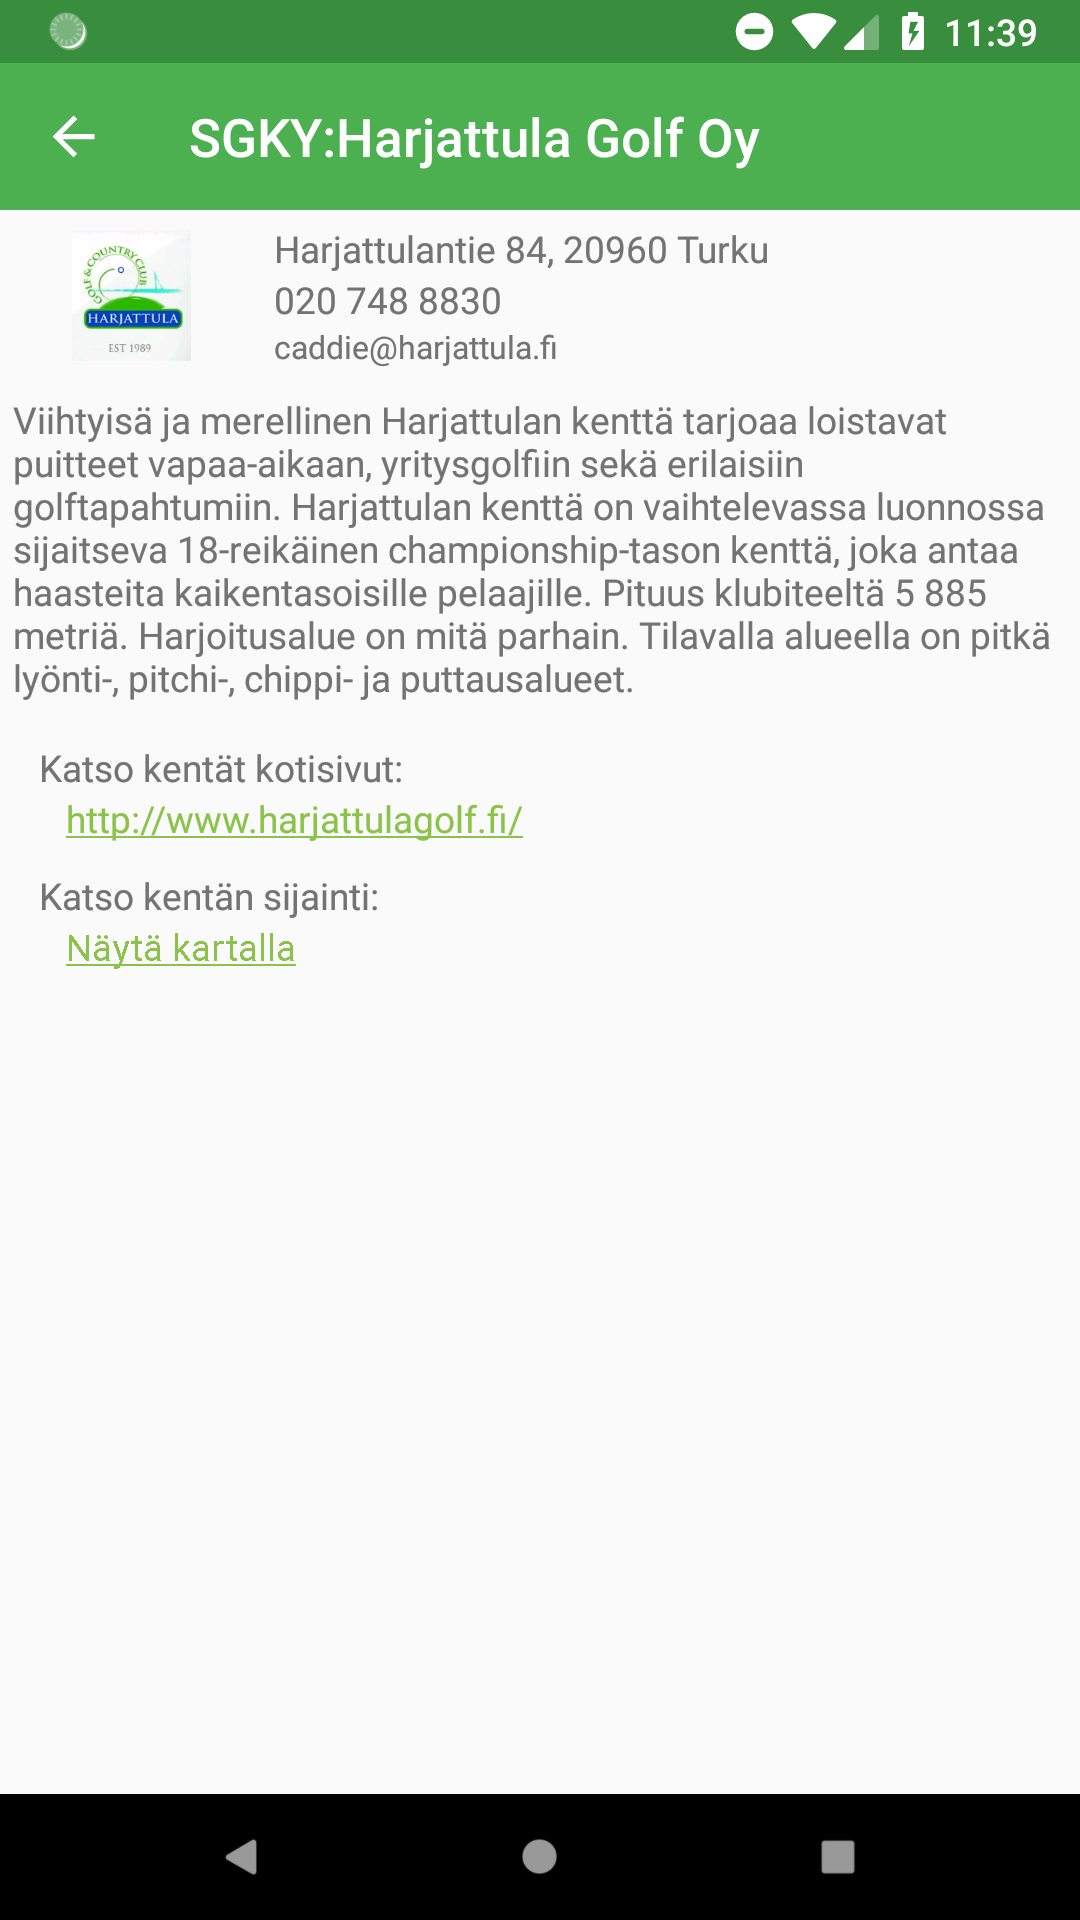 11:39
SGKY:Harjattula Golf Oy
GOLF & COUNTRY CLUB
HARJATTULA
EST 1989
Harjattulantie 84, 20960 Turku
020 748 8830
caddie@harjattula.fi
Viihtyisä ja merellinen Harjattulan kenttä tarjoaa loistavat
puitteet vapaa-aikaan, yritysgolfiin sekä erilaisiin
golftapahtumiin. Harjattulan kenttä on vaihtelevassa luonnossa
sijaitseva 18-reikäinen championship-tason kenttä, joka antaa
haasteita kaikentasoisille pelaajille. Pituus klubiteeltä 5 885
metriä. Harjoitusalue on mitä parhain. Tilavalla alueella on pitkä
lyönti-, pitchi-, chippi- ja puttausalueet.
Katso kentät kotisivut:
http://www.harjattulagolf.fi/
Katso kentän sijainti:
Näytä kartalla